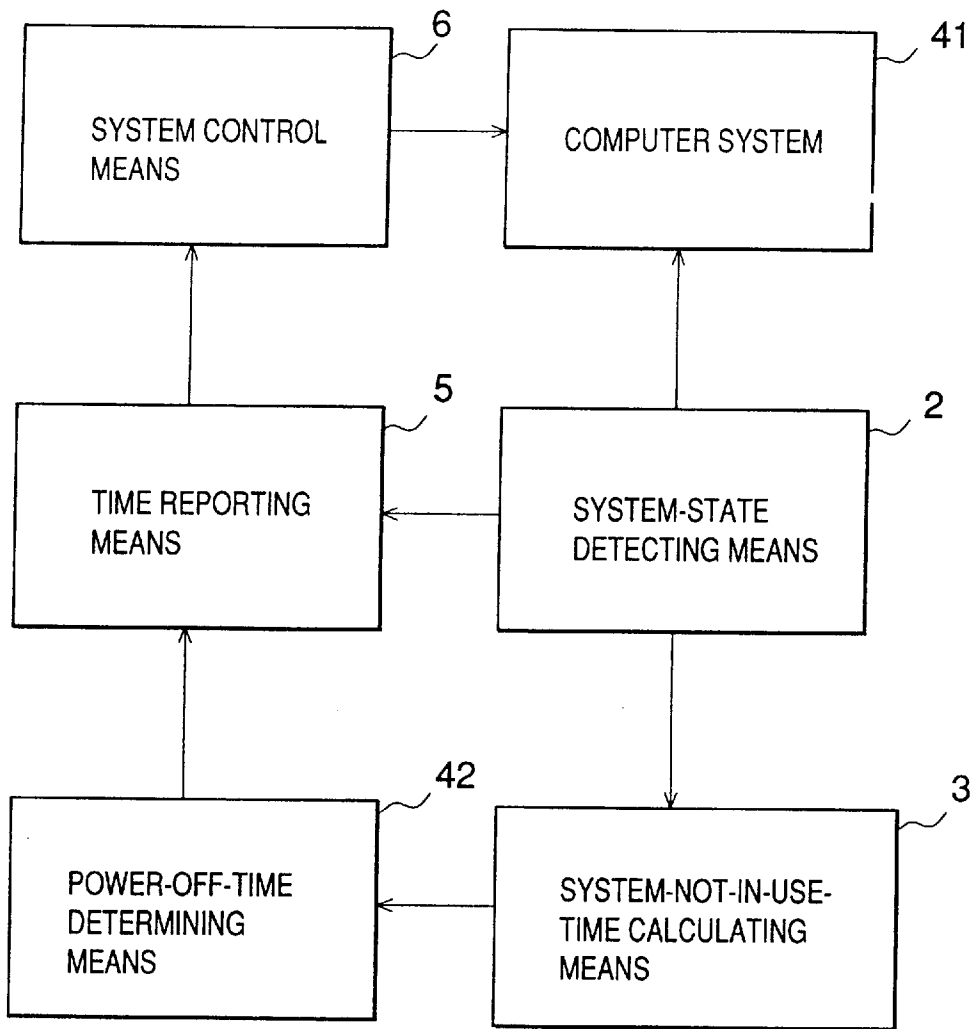 6
SYSTEM CONTROL
MEANS
41
COMPUTER SYSTEM
5
TIME REPORTING
MEANS
2
SYSTEM-STATE
DETECTING MEANS
42
POWER-OFF-TIME
DETERMINING
MEANS
3
SYSTEM-NOT-IN-USE-
TIME CALCULATING
MEANS